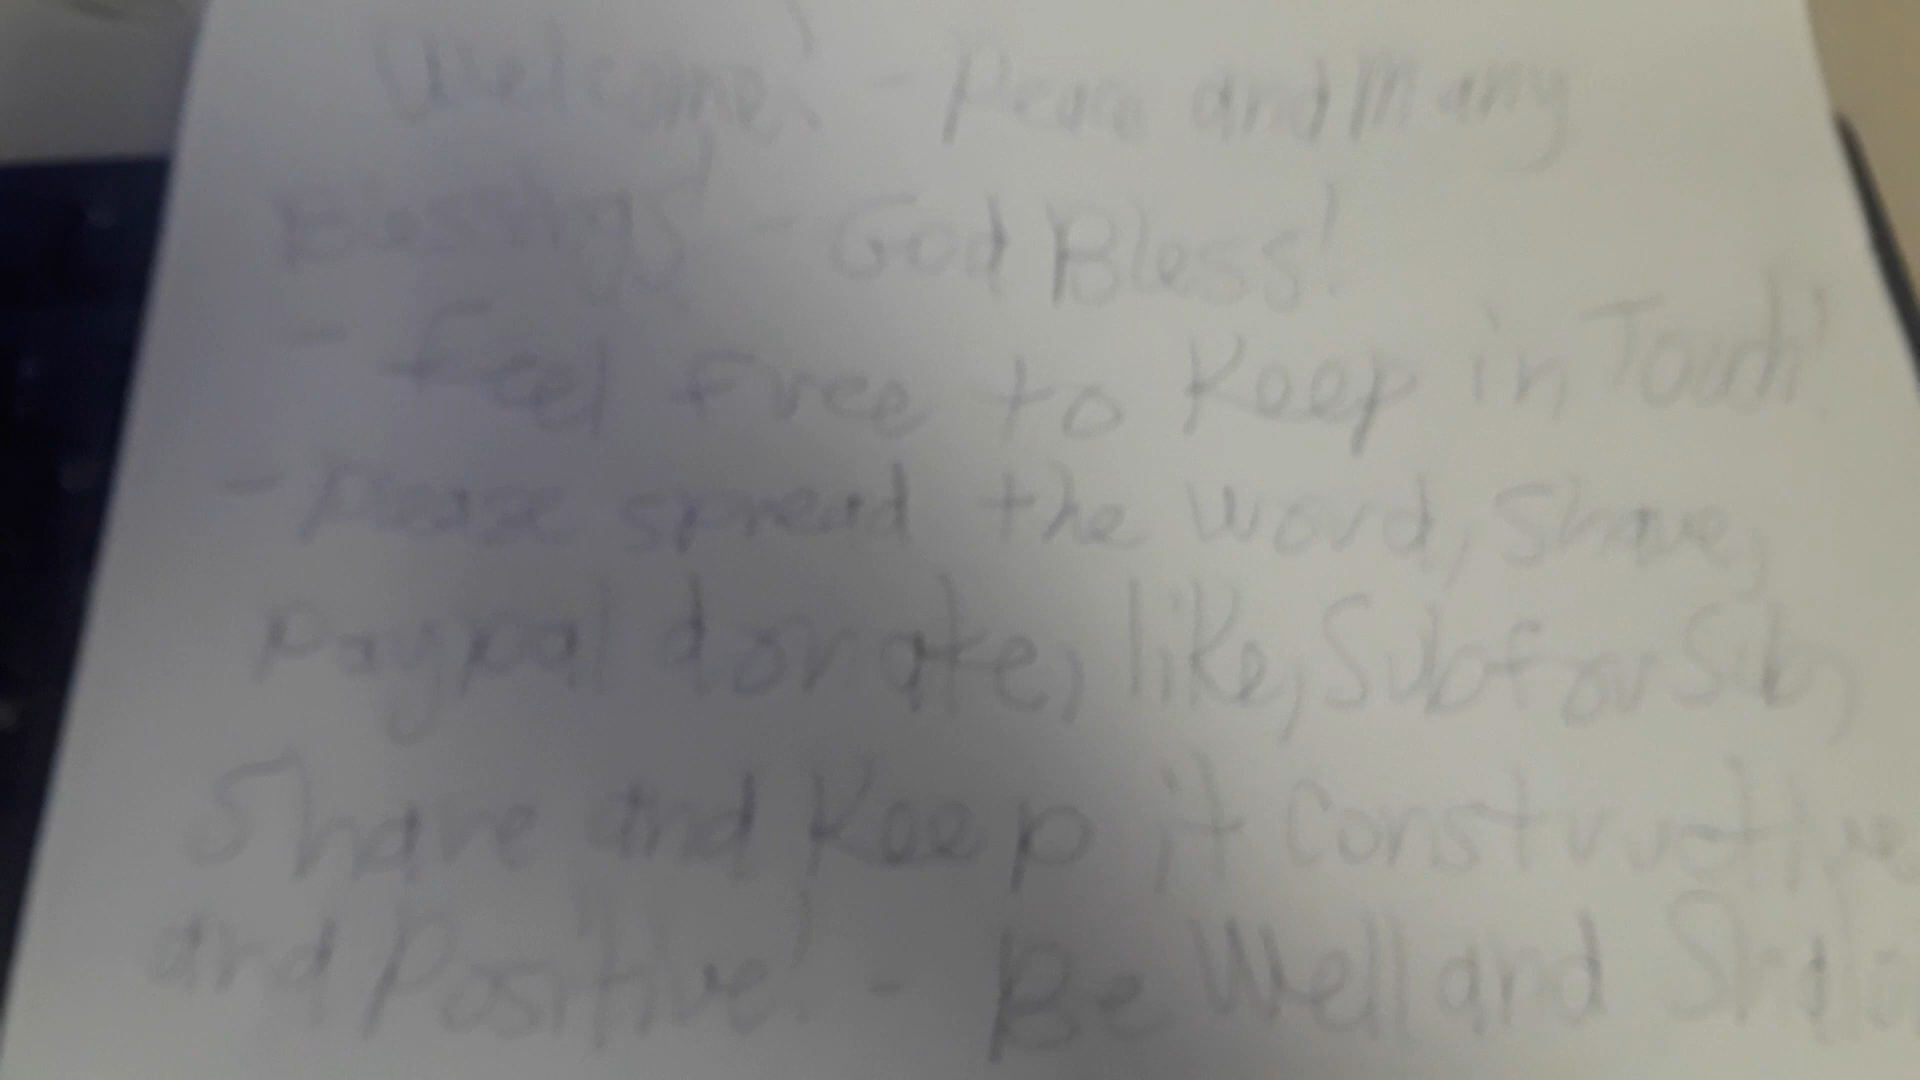 Welcome! - Peace and Many
Blessings! - God Bless!
- Feel Free to Keep in Touch!
- Please spread the word, Share,
Paypal donate, like, Sub for Sub,
Share and Keep it Constructive
and Positive! - Be Well and